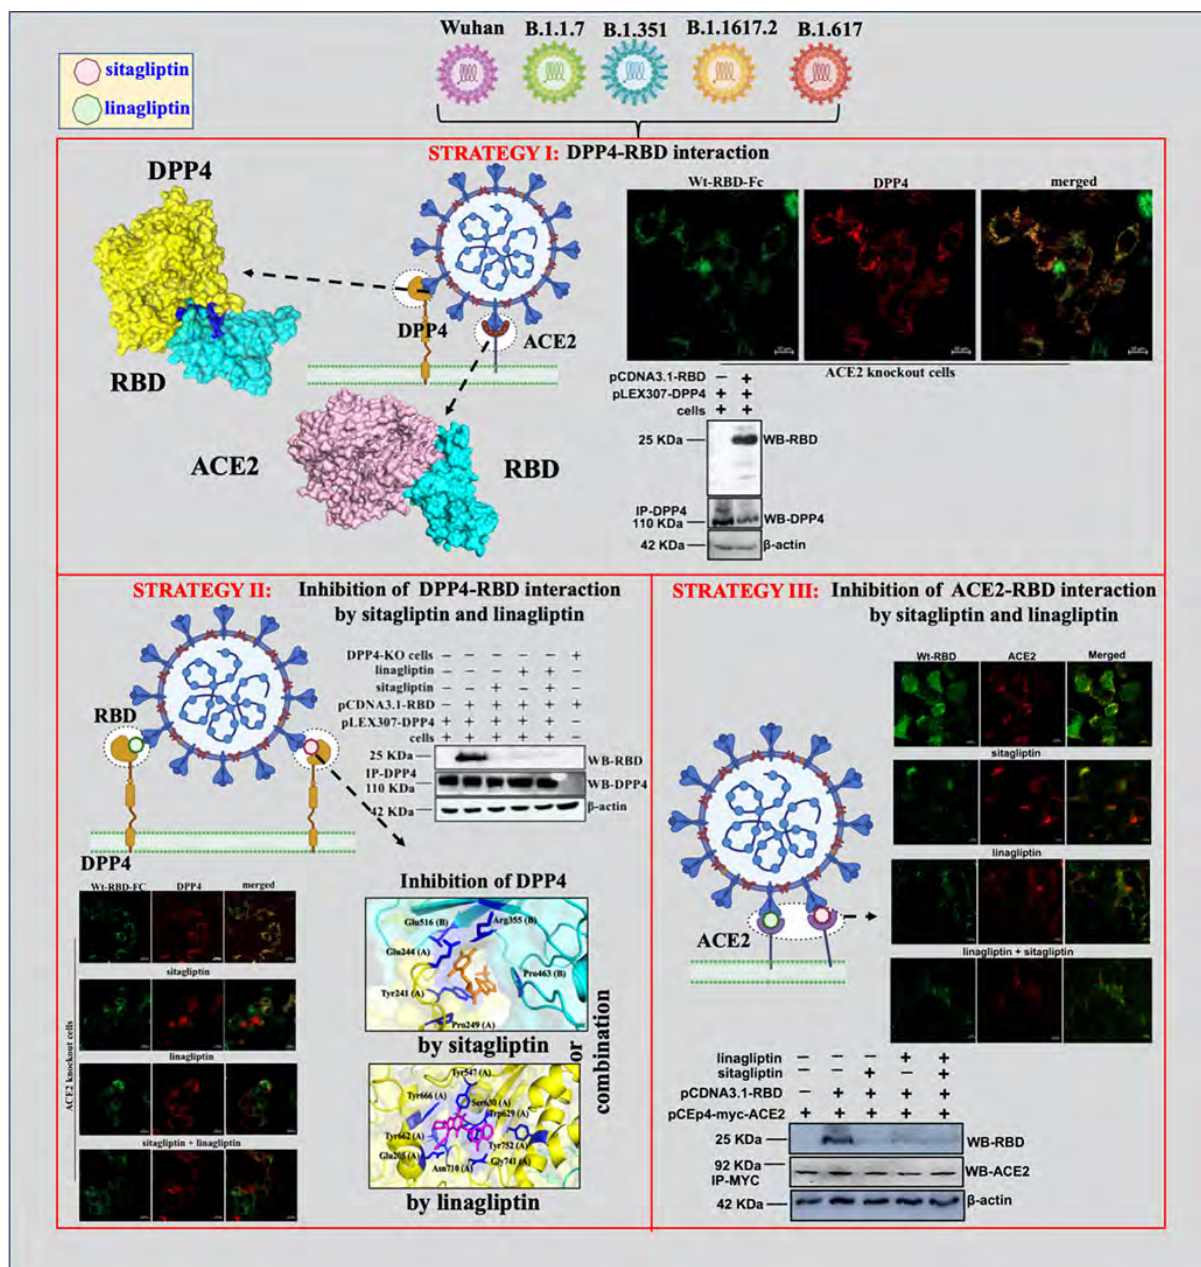 Wuhan B.1.1.7 B.1.351 B.1.1617.2 B.1.617
sitagliptin
linagliptin
STRATEGY I: DPP4-RBD interaction
DPP4
RBD
DPP4
ACE2
ACE2
RBD
Wt-RBD-Fc DPP4 merged
ACE2 knockout cells
pCDNA3.1-RBD − +
pLEX307-DPP4 + +
cells + +
25 KDa WB-RBD
IP-DPP4
110 KDa WB-DPP4
42 KDa β-actin
STRATEGY II: Inhibition of DPP4-RBD interaction
by sitagliptin and linagliptin
RBD
DPP4
DPP4-KO cells − − − − − +
linagliptin − − − + + −
sitagliptin − − + − + −
pCDNA3.1-RBD − + + + + +
pLEX307-DPP4 + + + + + −
cells + + + + + −
25 KDa WB-RBD
IP-DPP4
110 KDa WB-DPP4
42 KDa β-actin
Wt-RBD-FC DPP4 merged
sitagliptin
linagliptin
sitagliptin + linagliptin
ACE2 knockout cells
Inhibition of DPP4
Glu516 (B)
Arg355 (B)
Glu244 (A)
Pro463 (B)
Tyr241 (A)
Pro249 (A)
by sitagliptin
or
combination
Tyr547 (A)
Tyr666 (A)
Ser630 (A)
Trp629 (A)
Tyr662 (A)
Tyr752 (A)
Glu205 (A)
Asn710 (A)
Gly741 (A)
by linagliptin
STRATEGY III: Inhibition of ACE2-RBD interaction
by sitagliptin and linagliptin
Wt-RBD ACE2 Merged
sitagliptin
linagliptin
linagliptin + sitagliptin
ACE2
linagliptin − − − + +
sitagliptin − − + − +
pCDNA3.1-RBD − + + + +
pCEp4-myc-ACE2 + + + + +
25 KDa WB-RBD
92 KDa WB-ACE2
IP-MYC
42 KDa β-actin